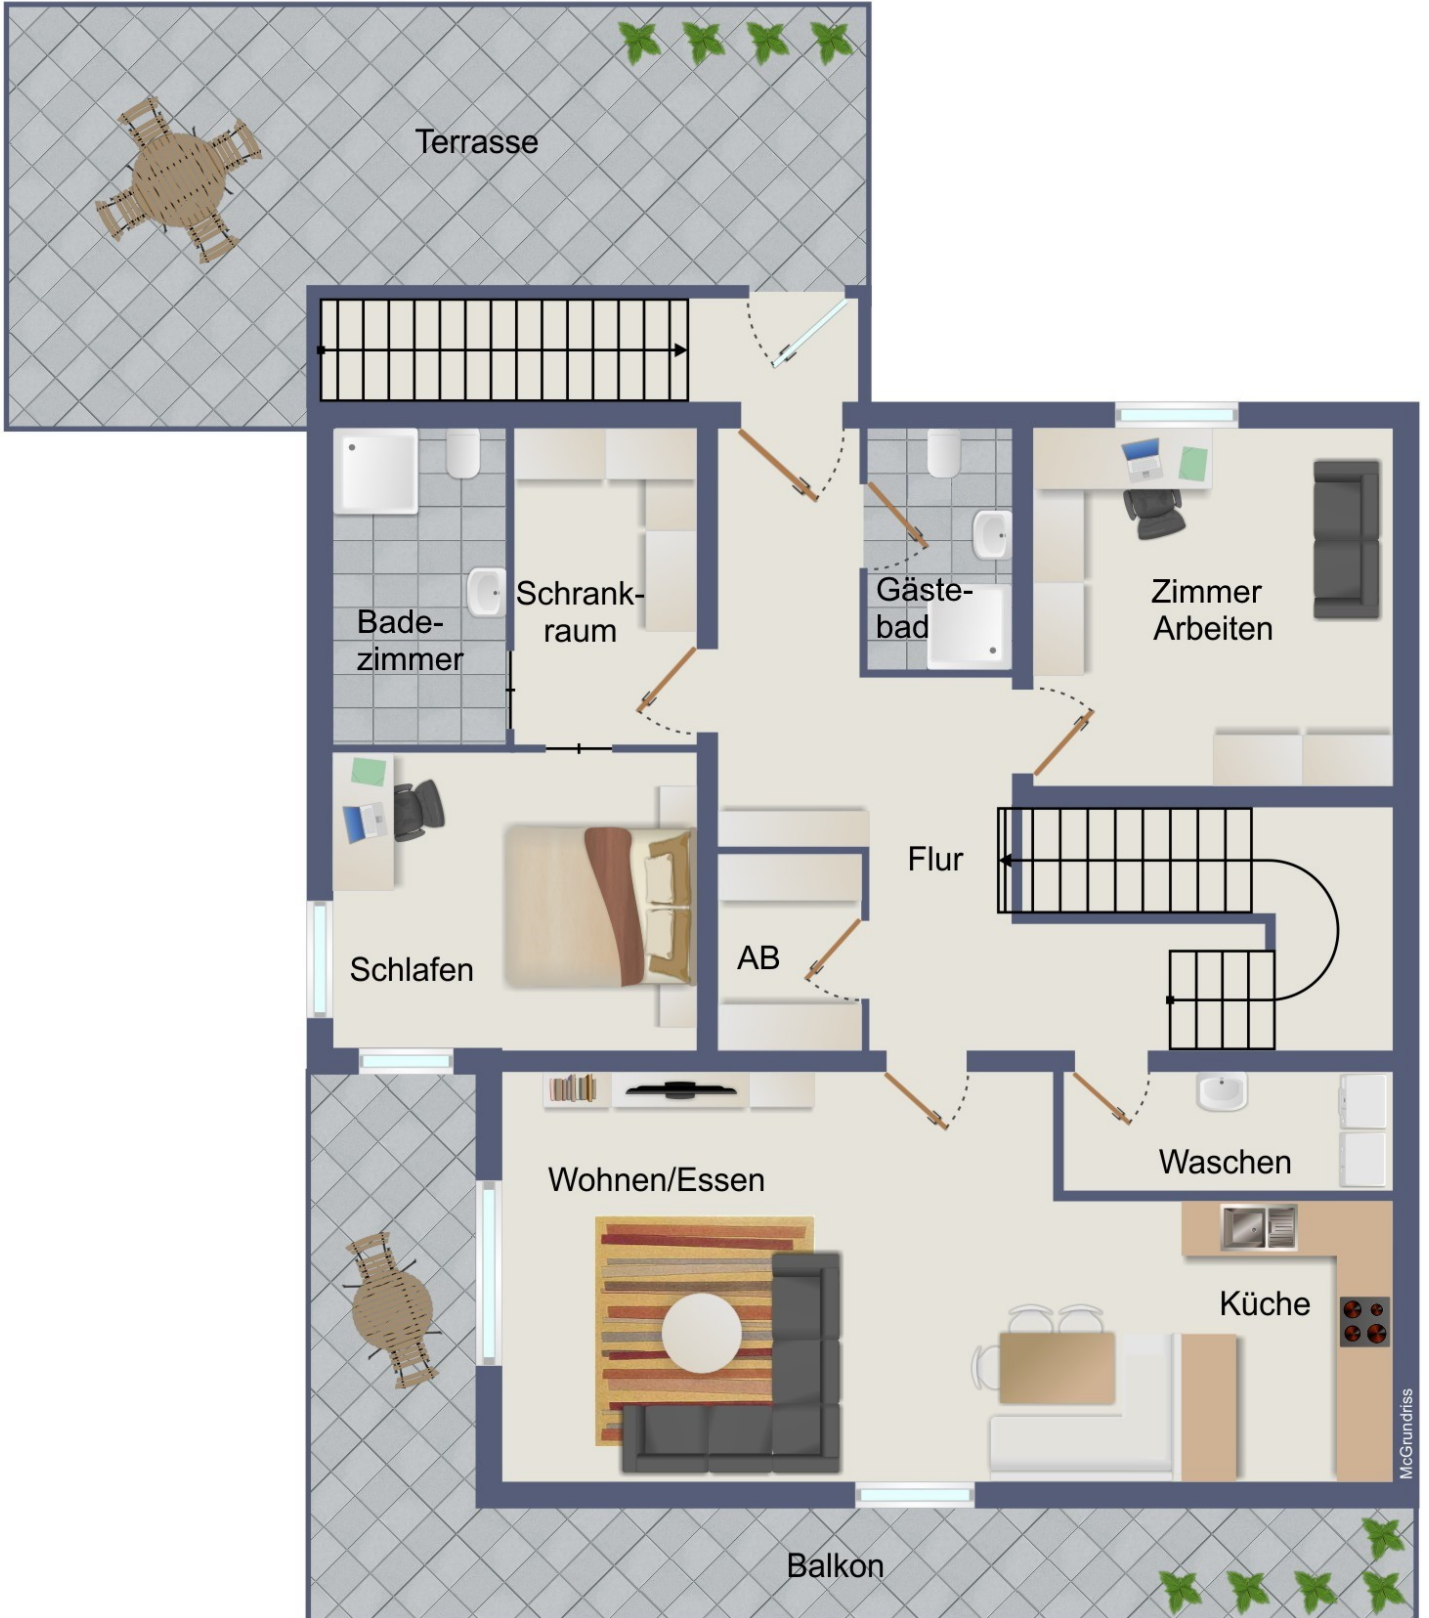 Terrasse
Bade-
zimmer
Schrank-
raum
Gäste-
bad
Zimmer
Arbeiten
Flur
AB
Schlafen
Wohnen/Essen
Waschen
Küche
McGrundriss
Balkon